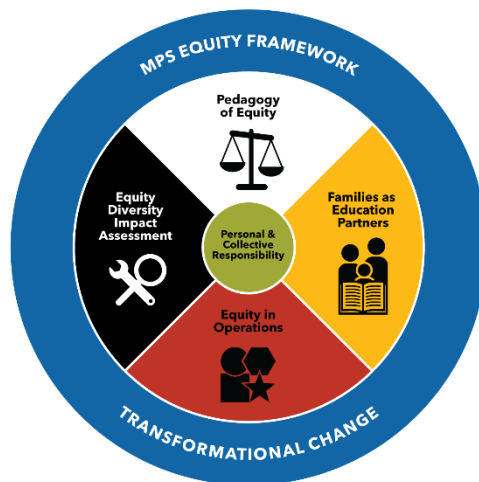 MPS EQUITY FRAMEWORK
Pedagogy
of Equity
Equity
Diversity
Impact
Assessment
Families as
Education
Partners
Personal &
Collective
Responsibility
Equity in
Operations
TRANSFORMATIONAL CHANGE